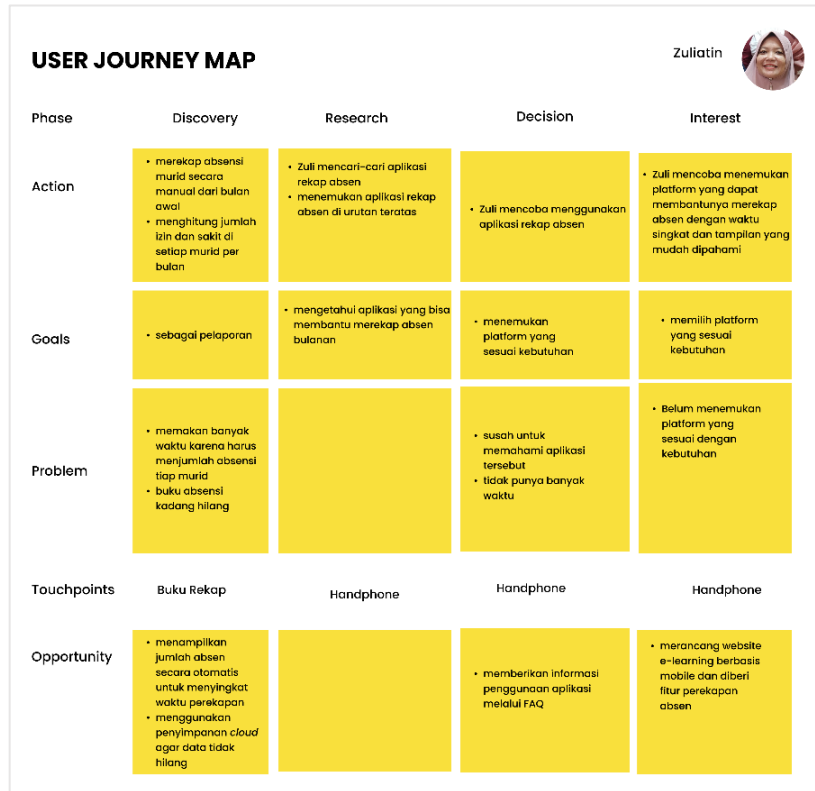 USER JOURNEY MAP
Zuliatin
Phase
Discovery
Research
Decision
Interest
Action
• merekap absensi
murid secara
manual dari bulan
awal
• menghitung jumlah
izin dan sakit di
setiap murid per
bulan
• Zuli mencari-cari aplikasi
rekap absen
• menemukan aplikasi rekap
absen di urutan teratas
• Zuli mencoba menggunakan
aplikasi rekap absen
• Zuli mencoba menemukan
platform yang dapat
membantunya merekap
absen dengan waktu
singkat dan tampilan yang
mudah dipahami
Goals
• sebagai pelaporan
• mengetahui aplikasi yang bisa
membantu merekap absen
bulanan
• menemukan
platform yang
sesuai kebutuhan
• memilih platform
yang sesuai
kebutuhan
Problem
• memakan banyak
waktu karena harus
menjumlah absensi
tiap murid
• buku absensi
kadang hilang
• susah untuk
memahami aplikasi
tersebut
• tidak punya banyak
waktu
• Belum menemukan
platform yang
sesuai dengan
kebutuhan
Touchpoints
Buku Rekap
Handphone
Handphone
Handphone
Opportunity
• menampilkan
jumlah absen
secara otomatis
untuk menyingkat
waktu perekapan
• menggunakan
penyimpanan cloud
agar data tidak
hilang
• memberikan informasi
penggunaan aplikasi
melalui FAQ
• merancang website
e-learning berbasis
mobile dan diberi
fitur perekapan
absen